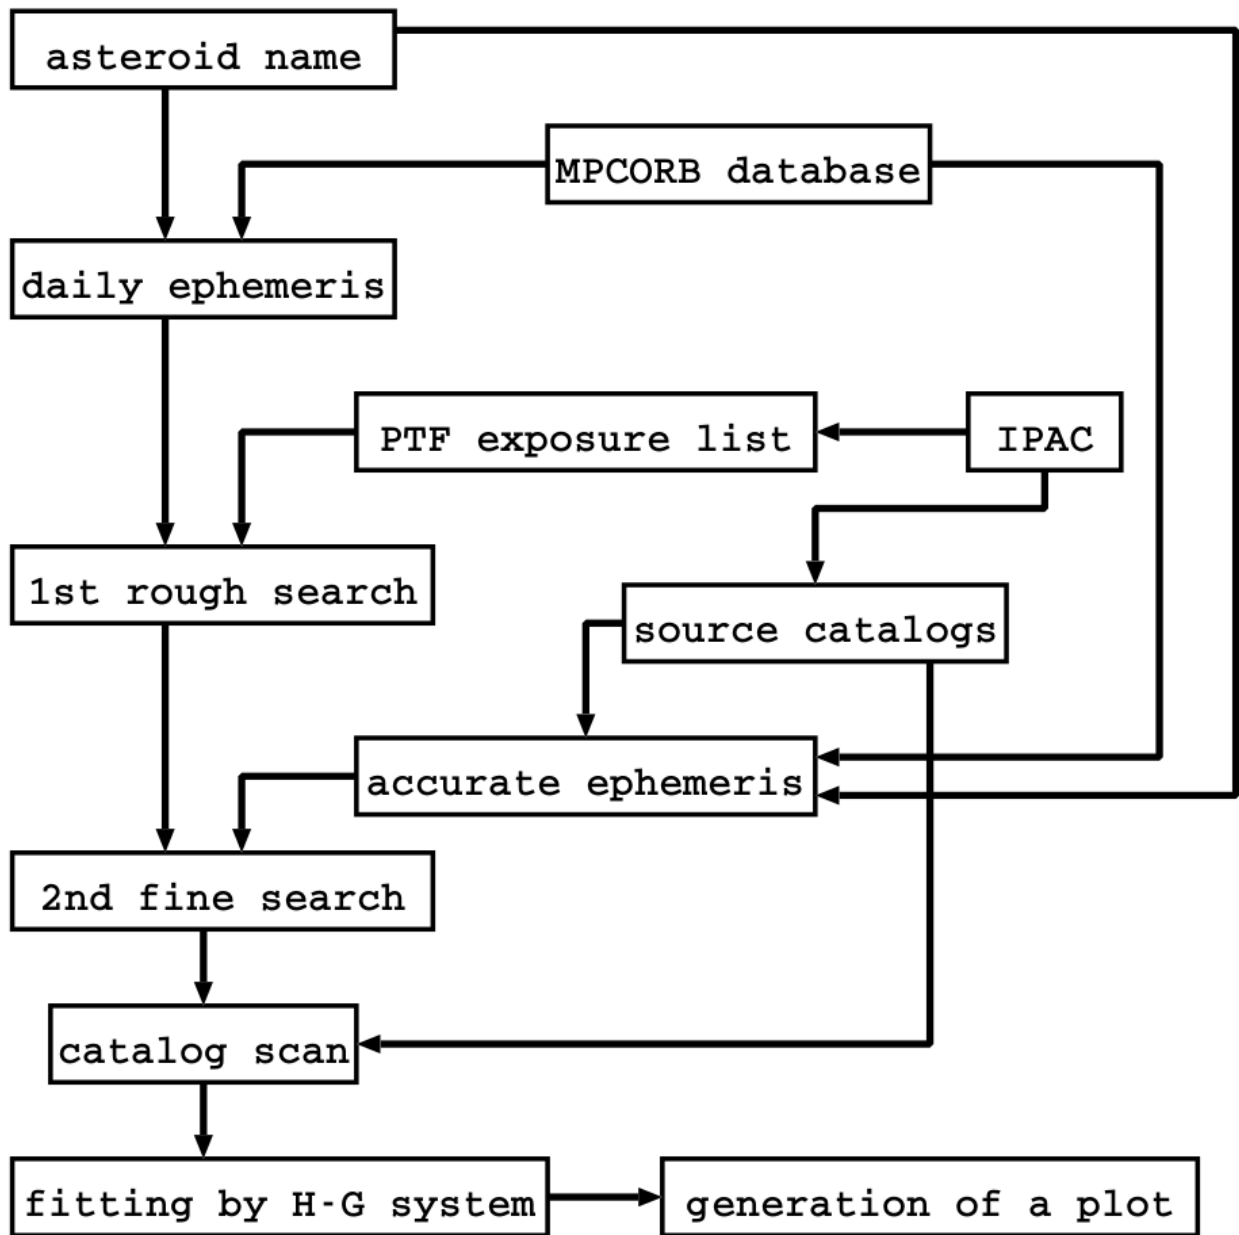 asteroid name
MPCORB database
daily ephemeris
PTF exposure list
IPAC
1st rough search
source catalogs
accurate ephemeris
2nd fine search
catalog scan
fitting by H-G system
generation of a plot